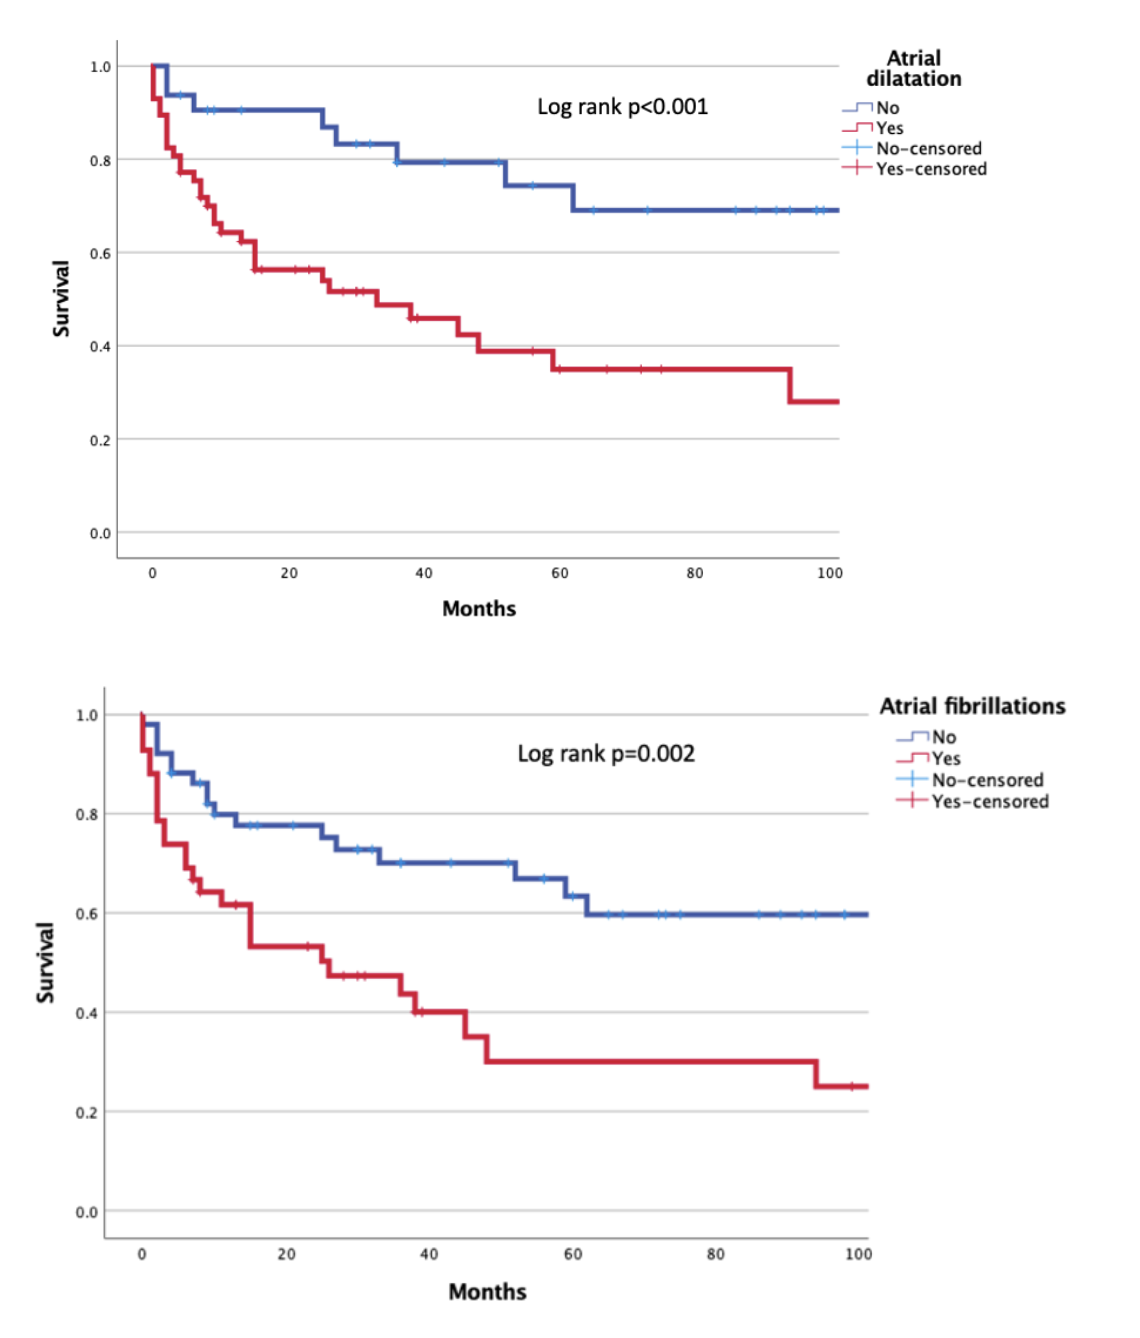 Atrial
dilatation
No
Yes
No-censored
Yes-censored
Log rank p<0.001
1.0
0.8
0.6
0.4
0.2
0.0
Survival
0 20 40 60 80 100
Months
Atrial fibrillations
No
Yes
No-censored
Yes-censored
Log rank p=0.002
1.0
0.8
0.6
0.4
0.2
0.0
Survival
0 20 40 60 80 100
Months